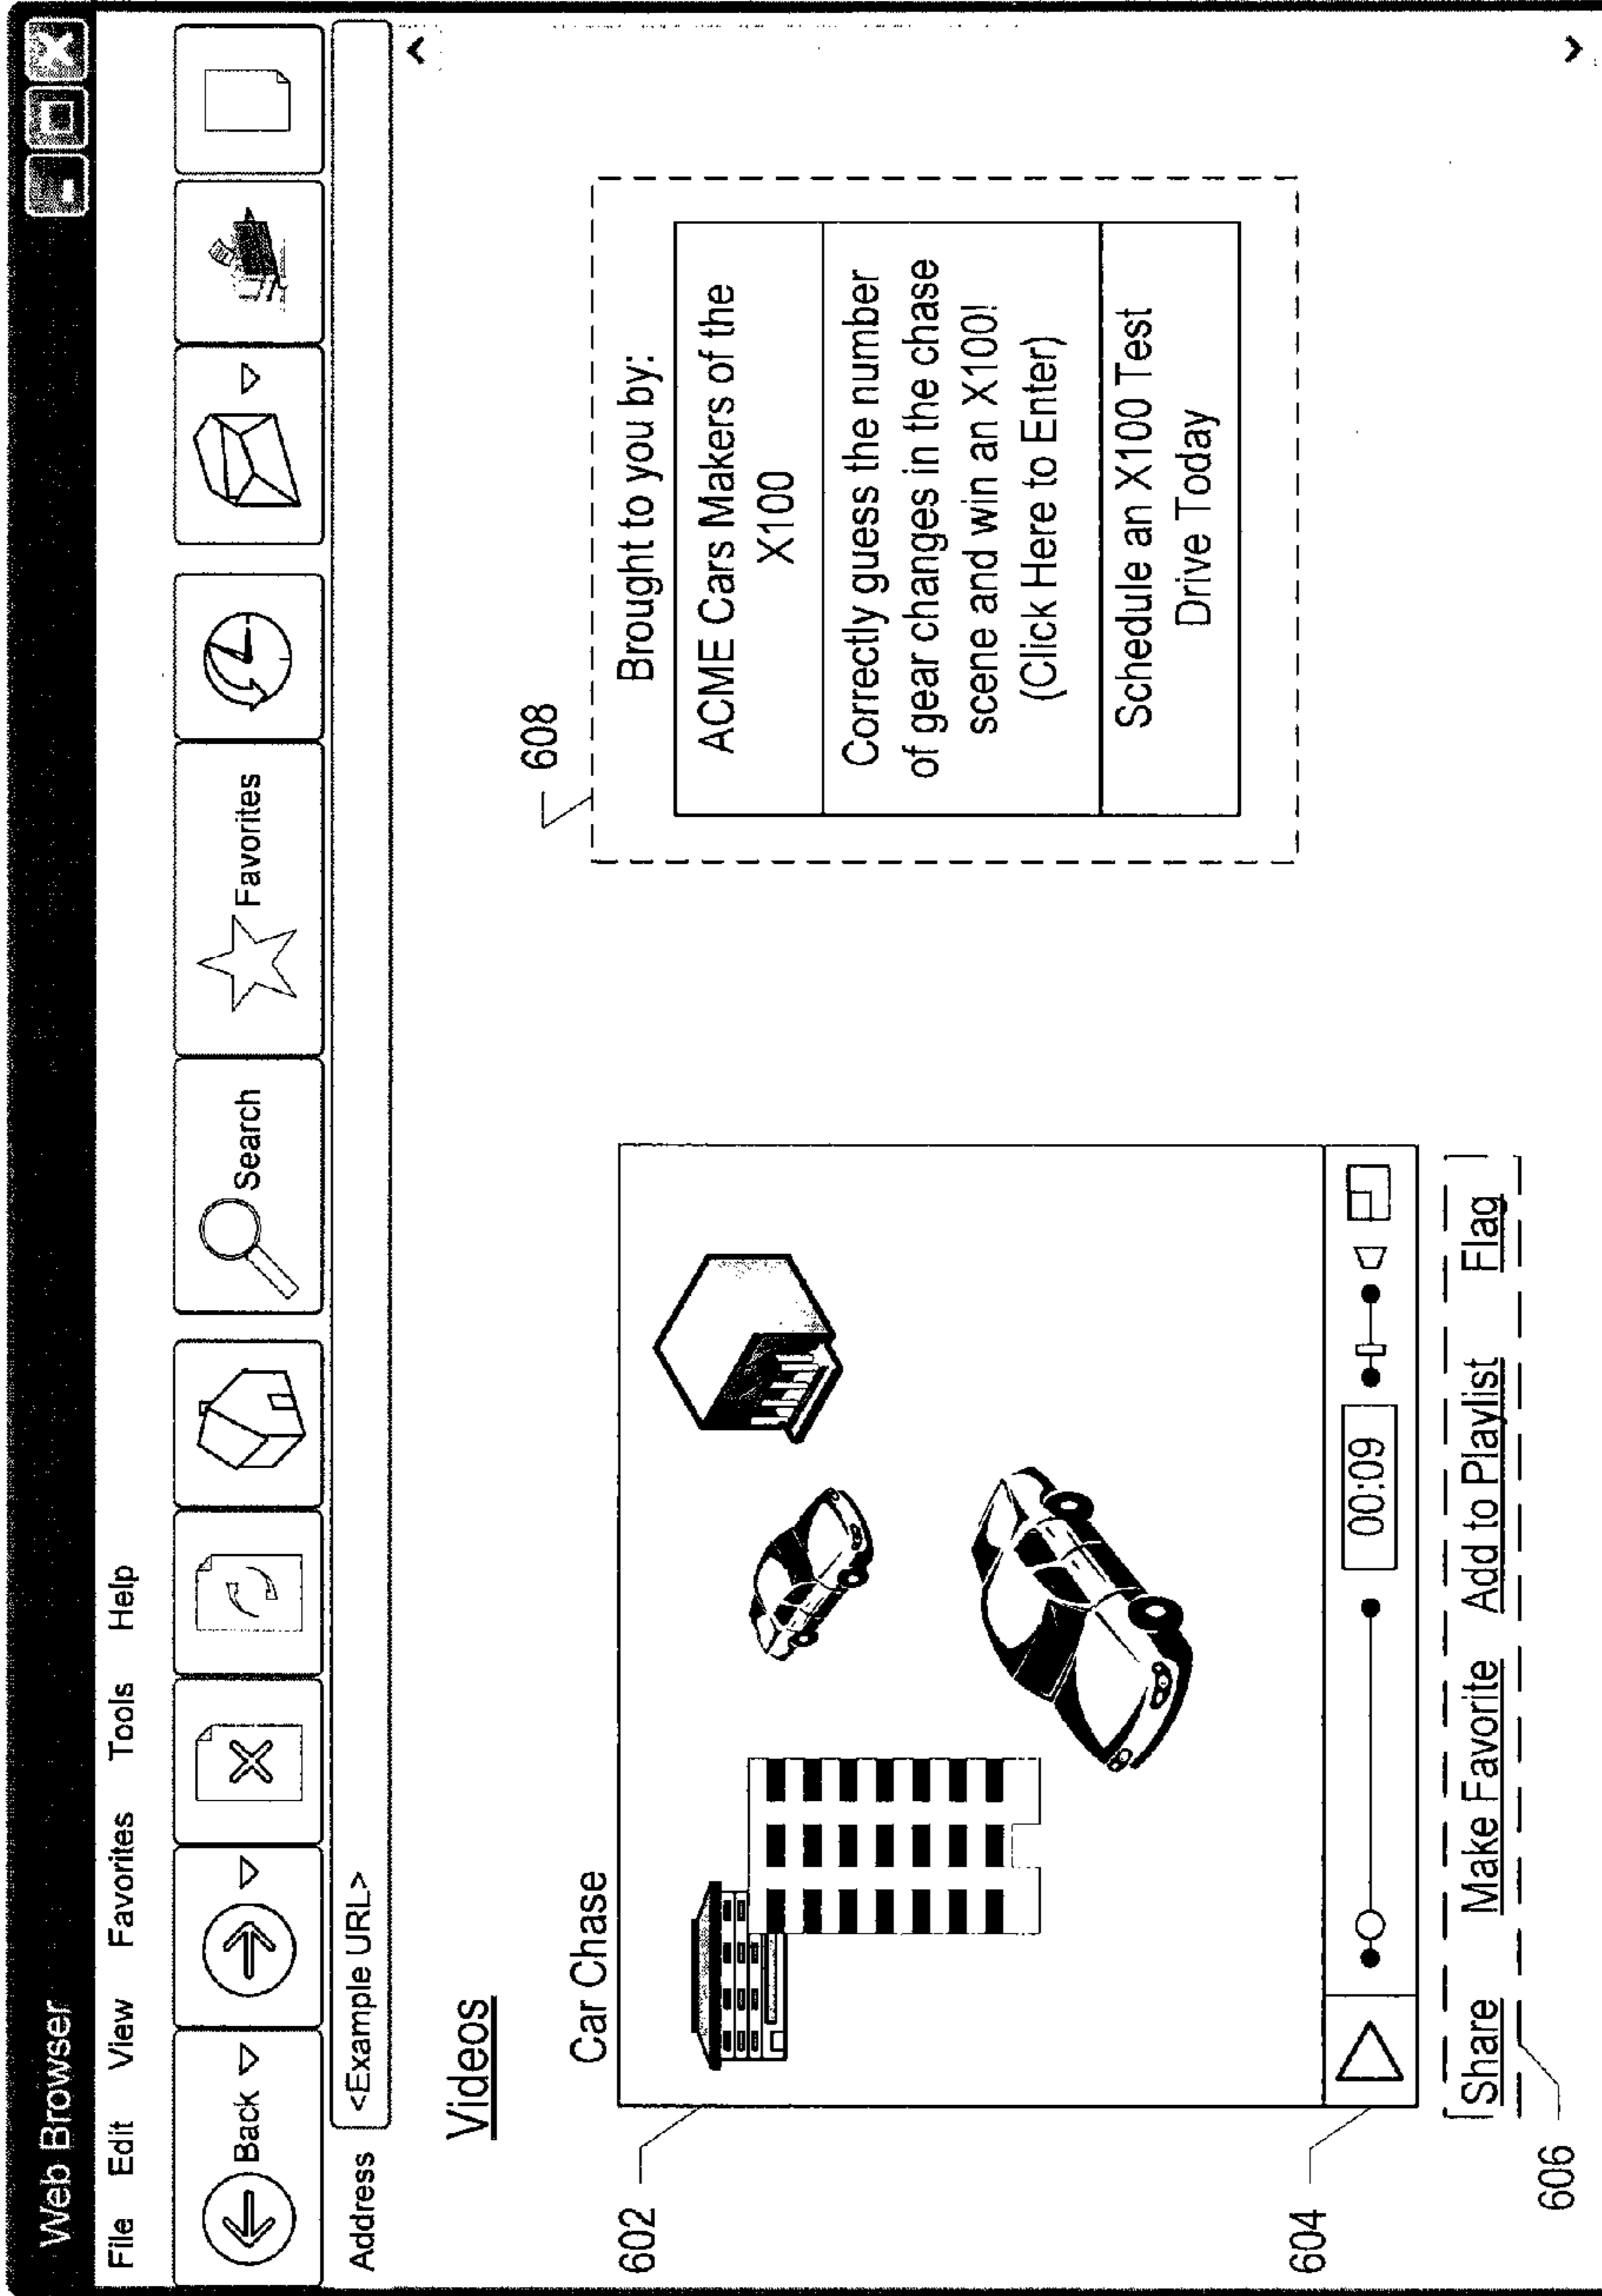 Web Browser
File Edit View Favorites Tools Help
Back Search Favorites
Address <Example URL>
Videos
Car Chase
602
00:09
604
Share Make Favorite Add to Playlist Flag
606
608
Brought to you by:
ACME Cars Makers of the
X100
Correctly guess the number
of gear changes in the chase
scene and win an X100!
(Click Here to Enter)
Schedule an X100 Test
Drive Today